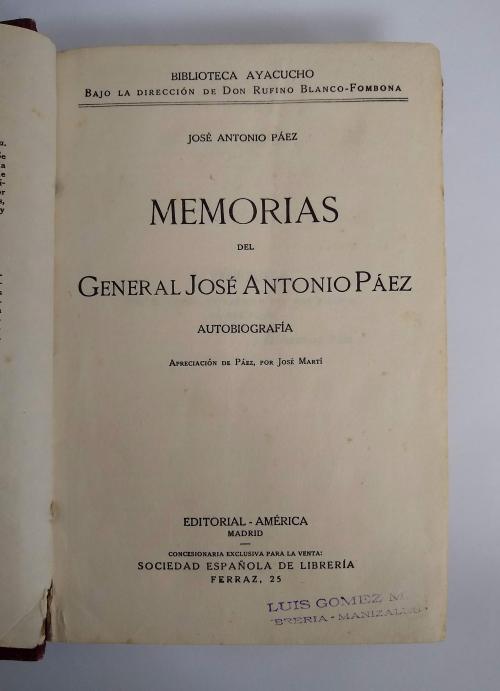 BIBLIOTECA AYACUCHO
BAJO LA DIRECCIÓN DE DON RUFINO BLANCO-FOMBONA
JOSÉ ANTONIO PÁEZ
MEMORIAS
DEL
GENERAL JOSÉ ANTONIO PÁEZ
AUTOBIOGRAFÍA
APRECIACIÓN DE PÁEZ, POR JOSÉ MARTÍ
EDITORIAL-AMÉRICA
MADRID
CONCESIONARIA EXCLUSIVA PARA LA VENTA:
SOCIEDAD ESPAÑOLA DE LIBRERÍA
FERRAZ, 25
LUIS GOMEZ M.
BRERIA - MANIZALES